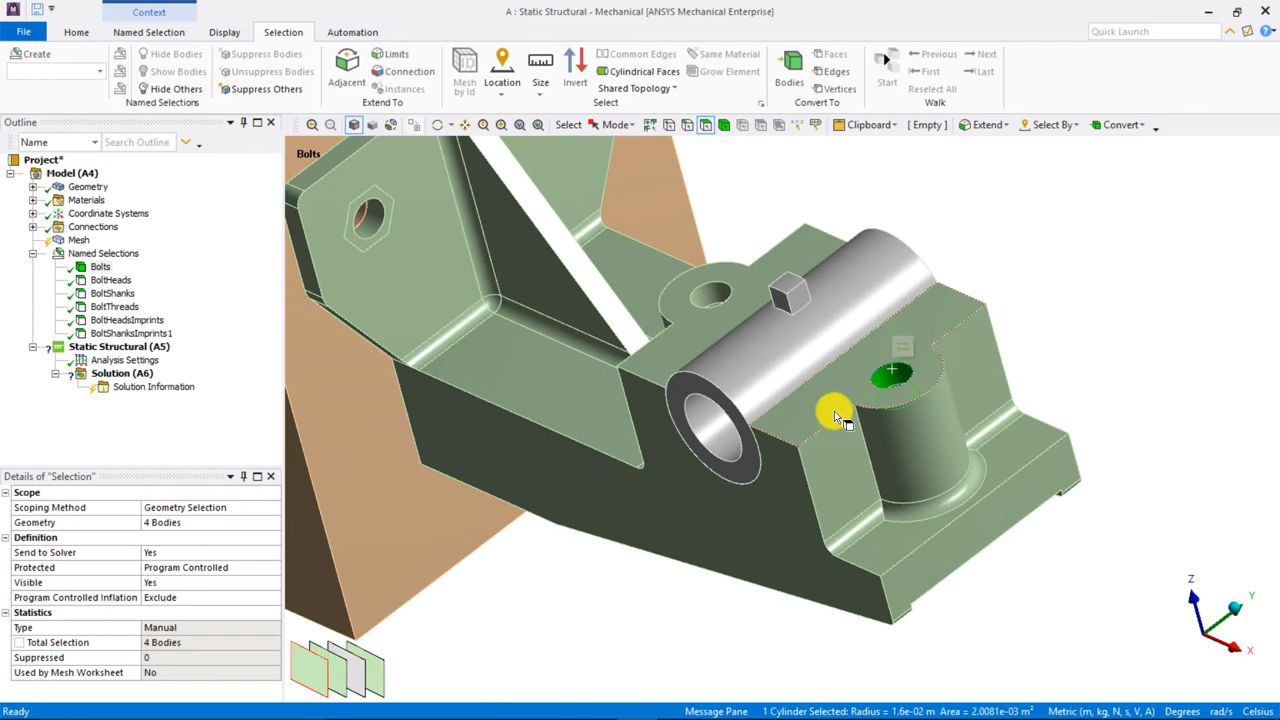 Context
A : Static Structural - Mechanical [ANSYS Mechanical Enterprise]
File Home Named Selection Display Selection Automation Quick Launch
Create Hide Bodies Suppress Bodies Limits Common Edges Same Material Faces Previous Next
Show Bodies Unsuppress Bodies Connection Cylindrical Faces Grow Element Edges First Last
Hide Others Suppress Others Adjacent Instances Mesh by Id Location Size Invert Shared Topology Bodies Vertices Start Reselect All
Named Selections Extend To Select Convert To Walk
Outline
Select Mode Clipboard [ Empty ] Extend Select By Convert
Name Search Outline
Bolts
Project*
Model (A4)
Geometry
Materials
Coordinate Systems
Connections
Mesh
Named Selections
Bolts
BoltHeads
BoltShanks
BoltThreads
BoltHeadsImprints
BoltShanksImprints1
Static Structural (A5)
Analysis Settings
Solution (A6)
Solution Information
Details of "Selection"
Scope
Scoping Method Geometry Selection
Geometry 4 Bodies
Definition
Send to Solver Yes
Protected Program Controlled
Visible Yes
Program Controlled Inflation Exclude
Statistics
Type Manual
Total Selection 4 Bodies
Suppressed 0
Used by Mesh Worksheet No
Z
Y
X
Ready Message Pane 1 Cylinder Selected: Radius = 1.6e-02 m Area = 2.0081e-03 m² Metric (m, kg, N, s, V, A) Degrees rad/s Celsius